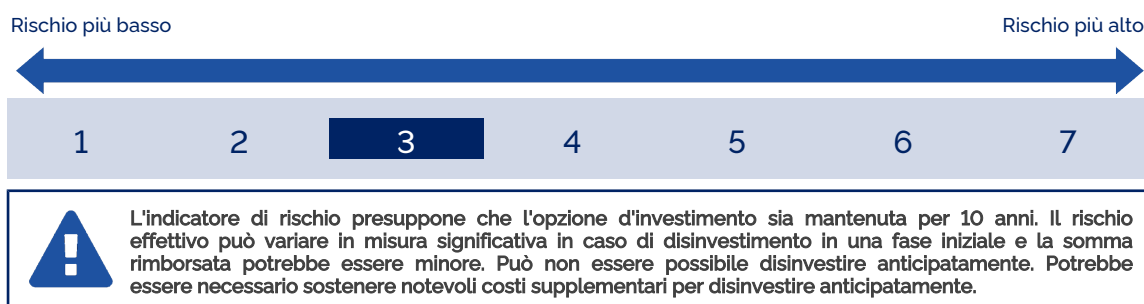 Rischio più basso Rischio più alto
1 2 3 4 5 6 7
L'indicatore di rischio presuppone che l'opzione d'investimento sia mantenuta per 10 anni. Il rischio
effettivo può variare in misura significativa in caso di disinvestimento in una fase iniziale e la somma
rimborsata potrebbe essere minore. Può non essere possibile disinvestire anticipatamente. Potrebbe
essere necessario sostenere notevoli costi supplementari per disinvestire anticipatamente.